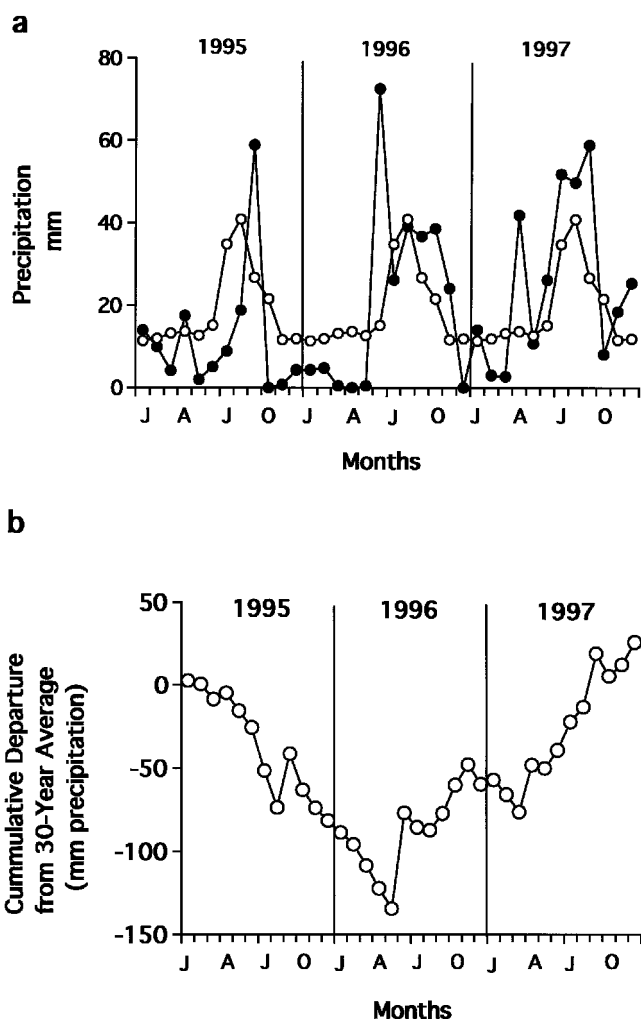 a
1995 1996 1997
80
60
40
20
0
Precipitation
mm
J A J O J A J O J A J O
Months
b
1995 1996 1997
50
0
-50
-100
-150
Cummulative Departure
from 30-Year Average
(mm precipitation)
J A J O J A J O J A J O
Months